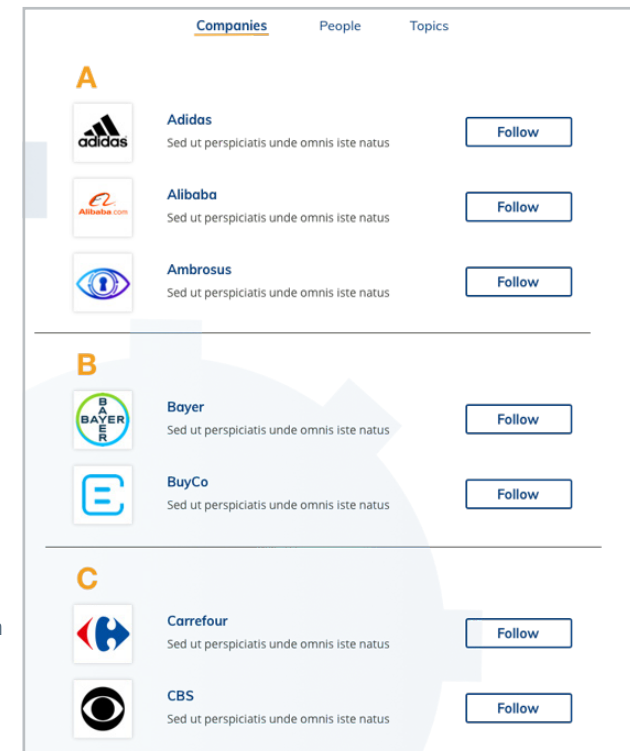 Companies People Topics
A
adidas
Adidas
Sed ut perspiciatis unde omnis iste natus
Follow
Alibaba.com
Alibaba
Sed ut perspiciatis unde omnis iste natus
Follow
Ambrosus
Sed ut perspiciatis unde omnis iste natus
Follow
B
BAYER
BAYER
Bayer
Sed ut perspiciatis unde omnis iste natus
Follow
BuyCo
Sed ut perspiciatis unde omnis iste natus
Follow
C
Carrefour
Sed ut perspiciatis unde omnis iste natus
Follow
CBS
Sed ut perspiciatis unde omnis iste natus
Follow